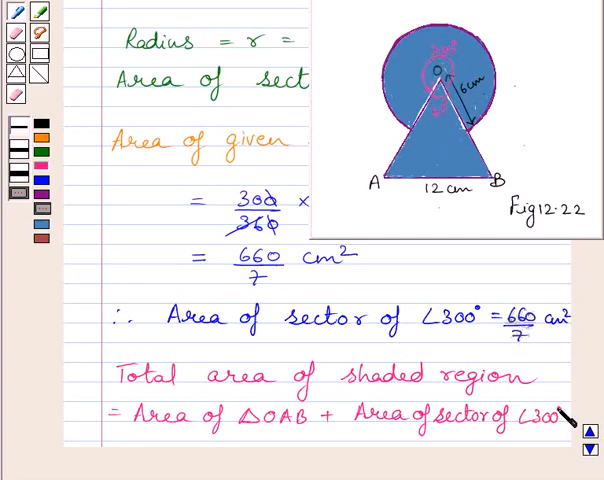 Radius = r =
Area of sect
Area of given
= 300/360 ×
= 660/7 cm²
∴ Area of sector of ∠300° = 660/7 cm²
Total area of shaded region
= Area of △OAB + Area of sector of ∠300
O
6cm
A
B
12 cm
Fig 12.22